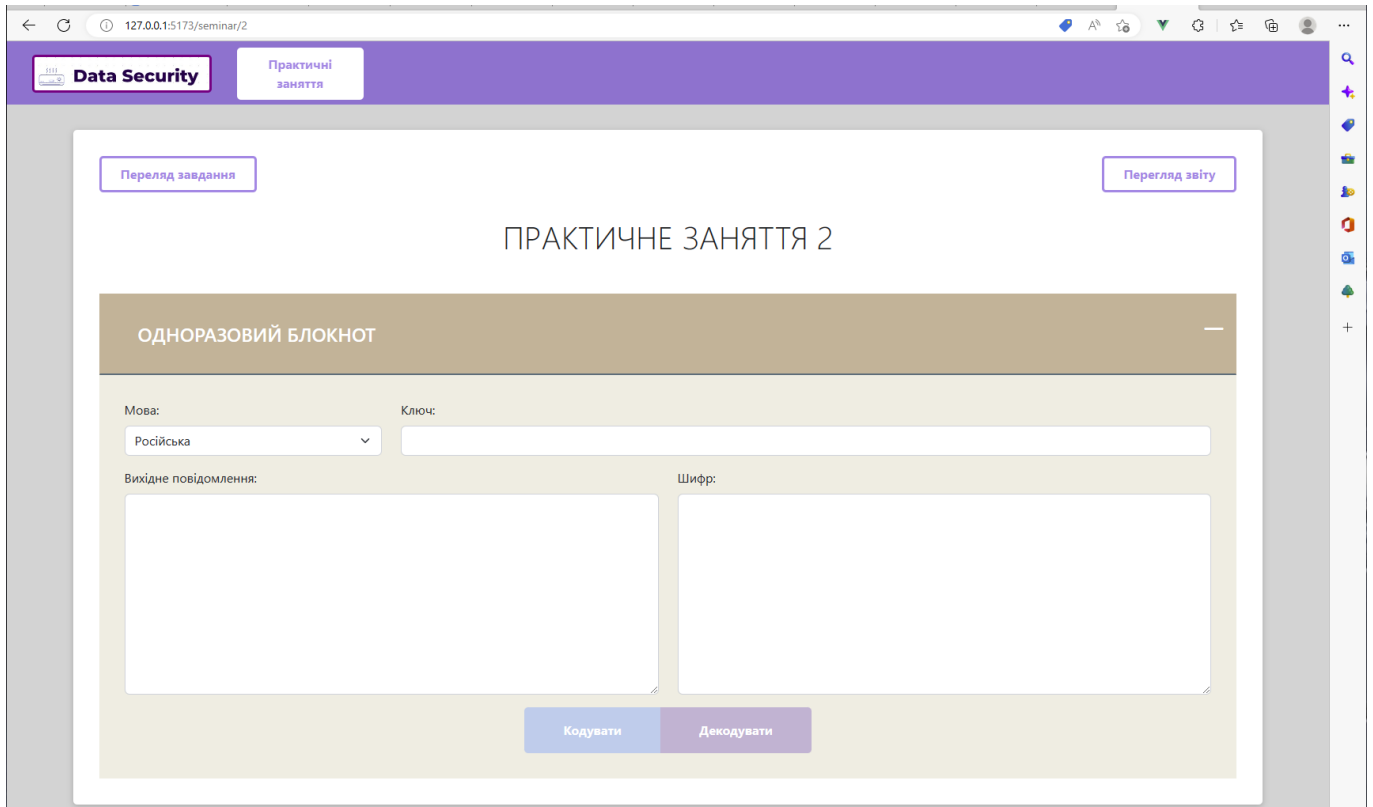 127.0.0.1:5173/seminar/2
Data Security
Практичні
заняття
Переляд завдання
Перегляд звіту
ПРАКТИЧНЕ ЗАНЯТТЯ 2
ОДНОРАЗОВИЙ БЛОКНОТ
Мова:
Ключ:
Російська
Вихідне повідомлення:
Шифр:
Кодувати
Декодувати